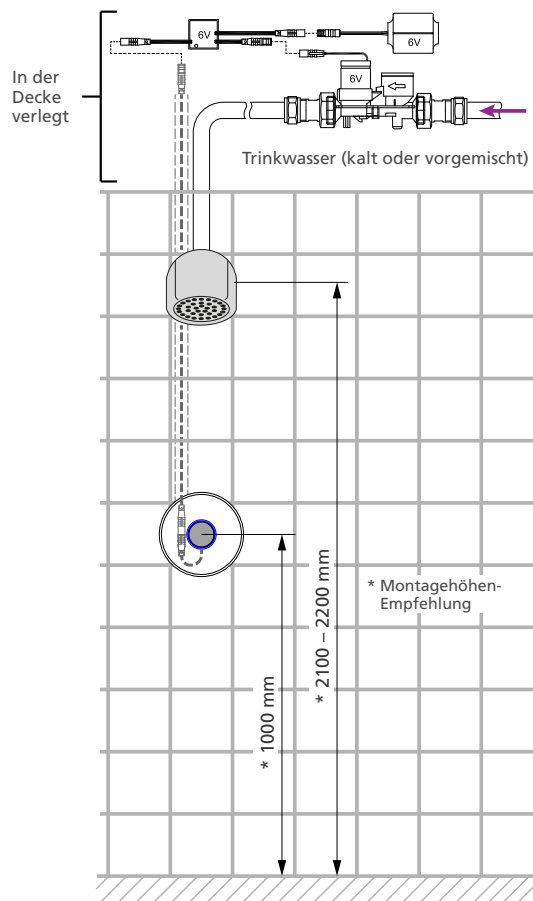 6V
6V
6V
In der
Decke
verlegt
Trinkwasser (kalt oder vorgemischt)
* Montagehöhen-
Empfehlung
* 2100 – 2200 mm
* 1000 mm